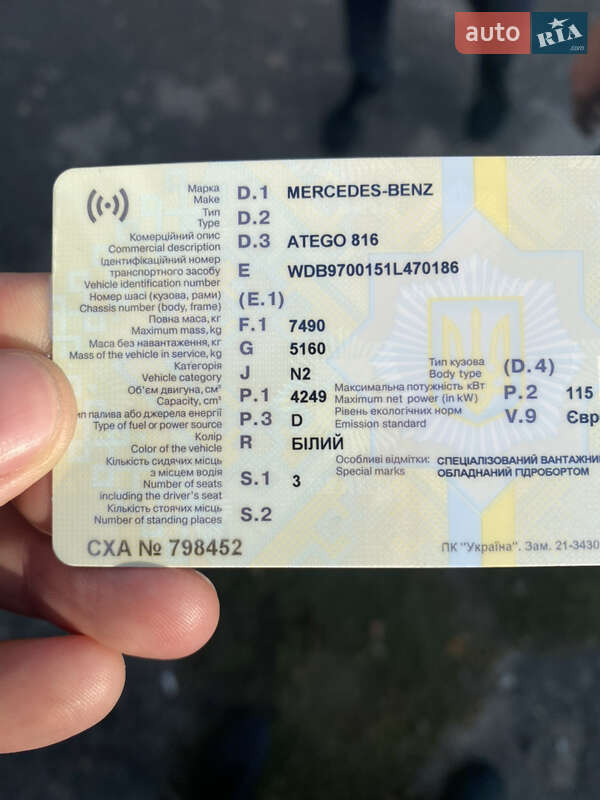 auto RIA .com
Марка D.1 MERCEDES-BENZ
Make
Тип D.2
Type
Комерційний опис D.3 ATEGO 816
Commercial description
Ідентифікаційний номер
транспортного засобу E WDB9700151L470186
Vehicle identification number
Номер шасі (кузова, рами) (E.1)
Chassis number (body, frame)
Повна маса, кг F.1 7490
Maximum mass, kg
Маса без навантаження, кг G 5160
Mass of the vehicle in service, kg
Тип кузова (D.4)
Body type
Категорія J N2
Vehicle category
Максимальна потужність кВт P.2 115
Maximum net power (in kW)
Об'єм двигуна, см³ P.1 4249
Capacity, cm³
Рівень екологічних норм V.9 Євр
Emission standard
ип палива або джерела енергії P.3 D
Type of fuel or power source
Колір R БІЛИЙ
Color of the vehicle
Особливі відмітки: СПЕЦІАЛІЗОВАНИЙ ВАНТАЖНИ
Special marks ОБЛАДНАНИЙ ГІДРОБОРТОМ.
Кількість сидячих місць
з місцем водія S.1 3
Number of seats
including the driver's seat
Кількість стоячих місць S.2
Number of standing places
СХА № 798452
ПК "Україна". Зам. 21-3430